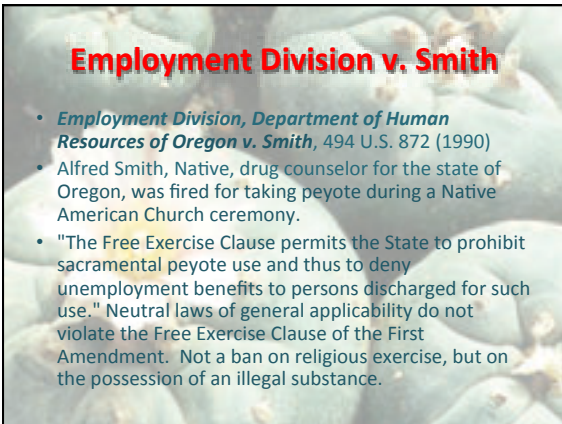 Employment Division v. Smith
• Employment Division, Department of Human
Resources of Oregon v. Smith, 494 U.S. 872 (1990)
• Alfred Smith, Native, drug counselor for the state of
Oregon, was fired for taking peyote during a Native
American Church ceremony.
• "The Free Exercise Clause permits the State to prohibit
sacramental peyote use and thus to deny
unemployment benefits to persons discharged for such
use." Neutral laws of general applicability do not
violate the Free Exercise Clause of the First
Amendment.  Not a ban on religious exercise, but on
the possession of an illegal substance.